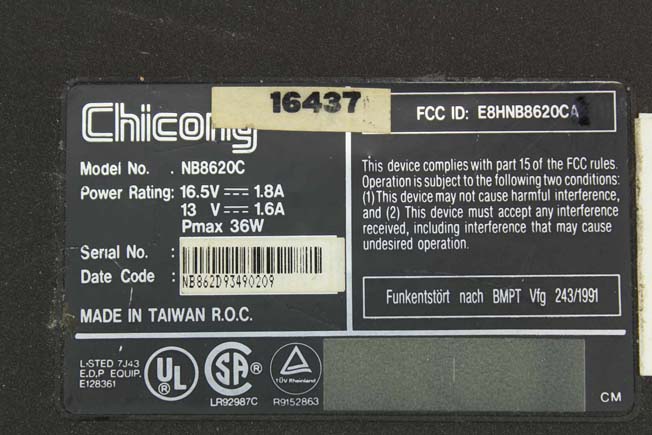 16437
Chicony
FCC ID: E8HNB8620CA
Model No. . NB8620C
Power Rating: 16.5V 1.8A
13 V 1.6A
Pmax 36W
Serial No. :
Date Code :
NB862D93490209
MADE IN TAIWAN R.O.C.
This device complies with part 15 of the FCC rules.
Operation is subject to the following two conditions:
(1) This device may not cause harmful interference,
and (2) This device must accept any interference
received, including interference that may cause
undesired operation.
Funkentstört nach BMPT Vfg 243/1991
LISTED 7J43
E.D.P EQUIP.
E128361
UL
®
SA
®
LR92987C
TÜV Rheinland
R9152863
CM